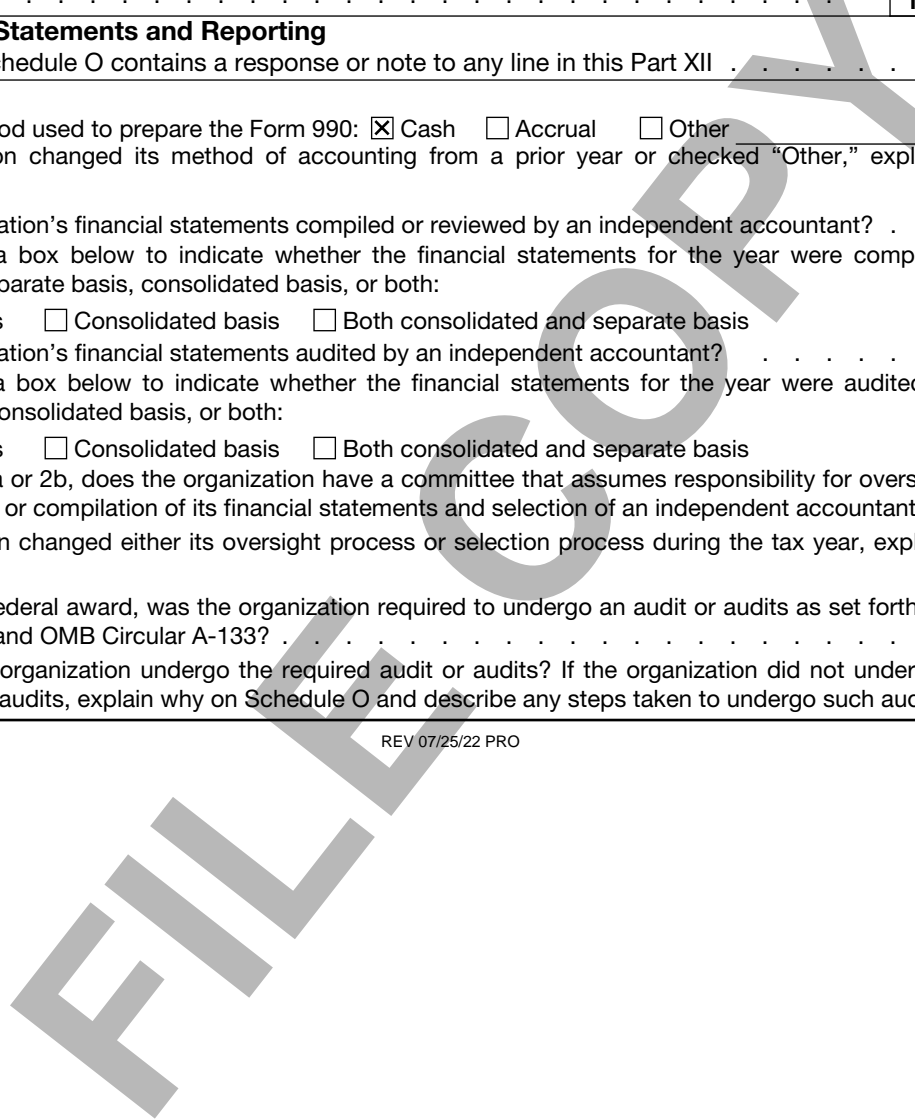 Statements and Reporting
hedule O contains a response or note to any line in this Part XII . . . . . .
od used to prepare the Form 990: ☒ Cash ☐ Accrual ☐ Other
on changed its method of accounting from a prior year or checked “Other,” expl
ation’s financial statements compiled or reviewed by an independent accountant? .
a box below to indicate whether the financial statements for the year were comp
parate basis, consolidated basis, or both:
s ☐ Consolidated basis ☐ Both consolidated and separate basis
ation’s financial statements audited by an independent accountant? . . . . .
a box below to indicate whether the financial statements for the year were audited
onsolidated basis, or both:
s ☐ Consolidated basis ☐ Both consolidated and separate basis
a or 2b, does the organization have a committee that assumes responsibility for overs
or compilation of its financial statements and selection of an independent accountant
n changed either its oversight process or selection process during the tax year, expl
ederal award, was the organization required to undergo an audit or audits as set forth
and OMB Circular A-133? . . . . . . . . . . . . . . . . . . . .
organization undergo the required audit or audits? If the organization did not under
audits, explain why on Schedule O and describe any steps taken to undergo such aud
REV 07/25/22 PRO
FILE COPY